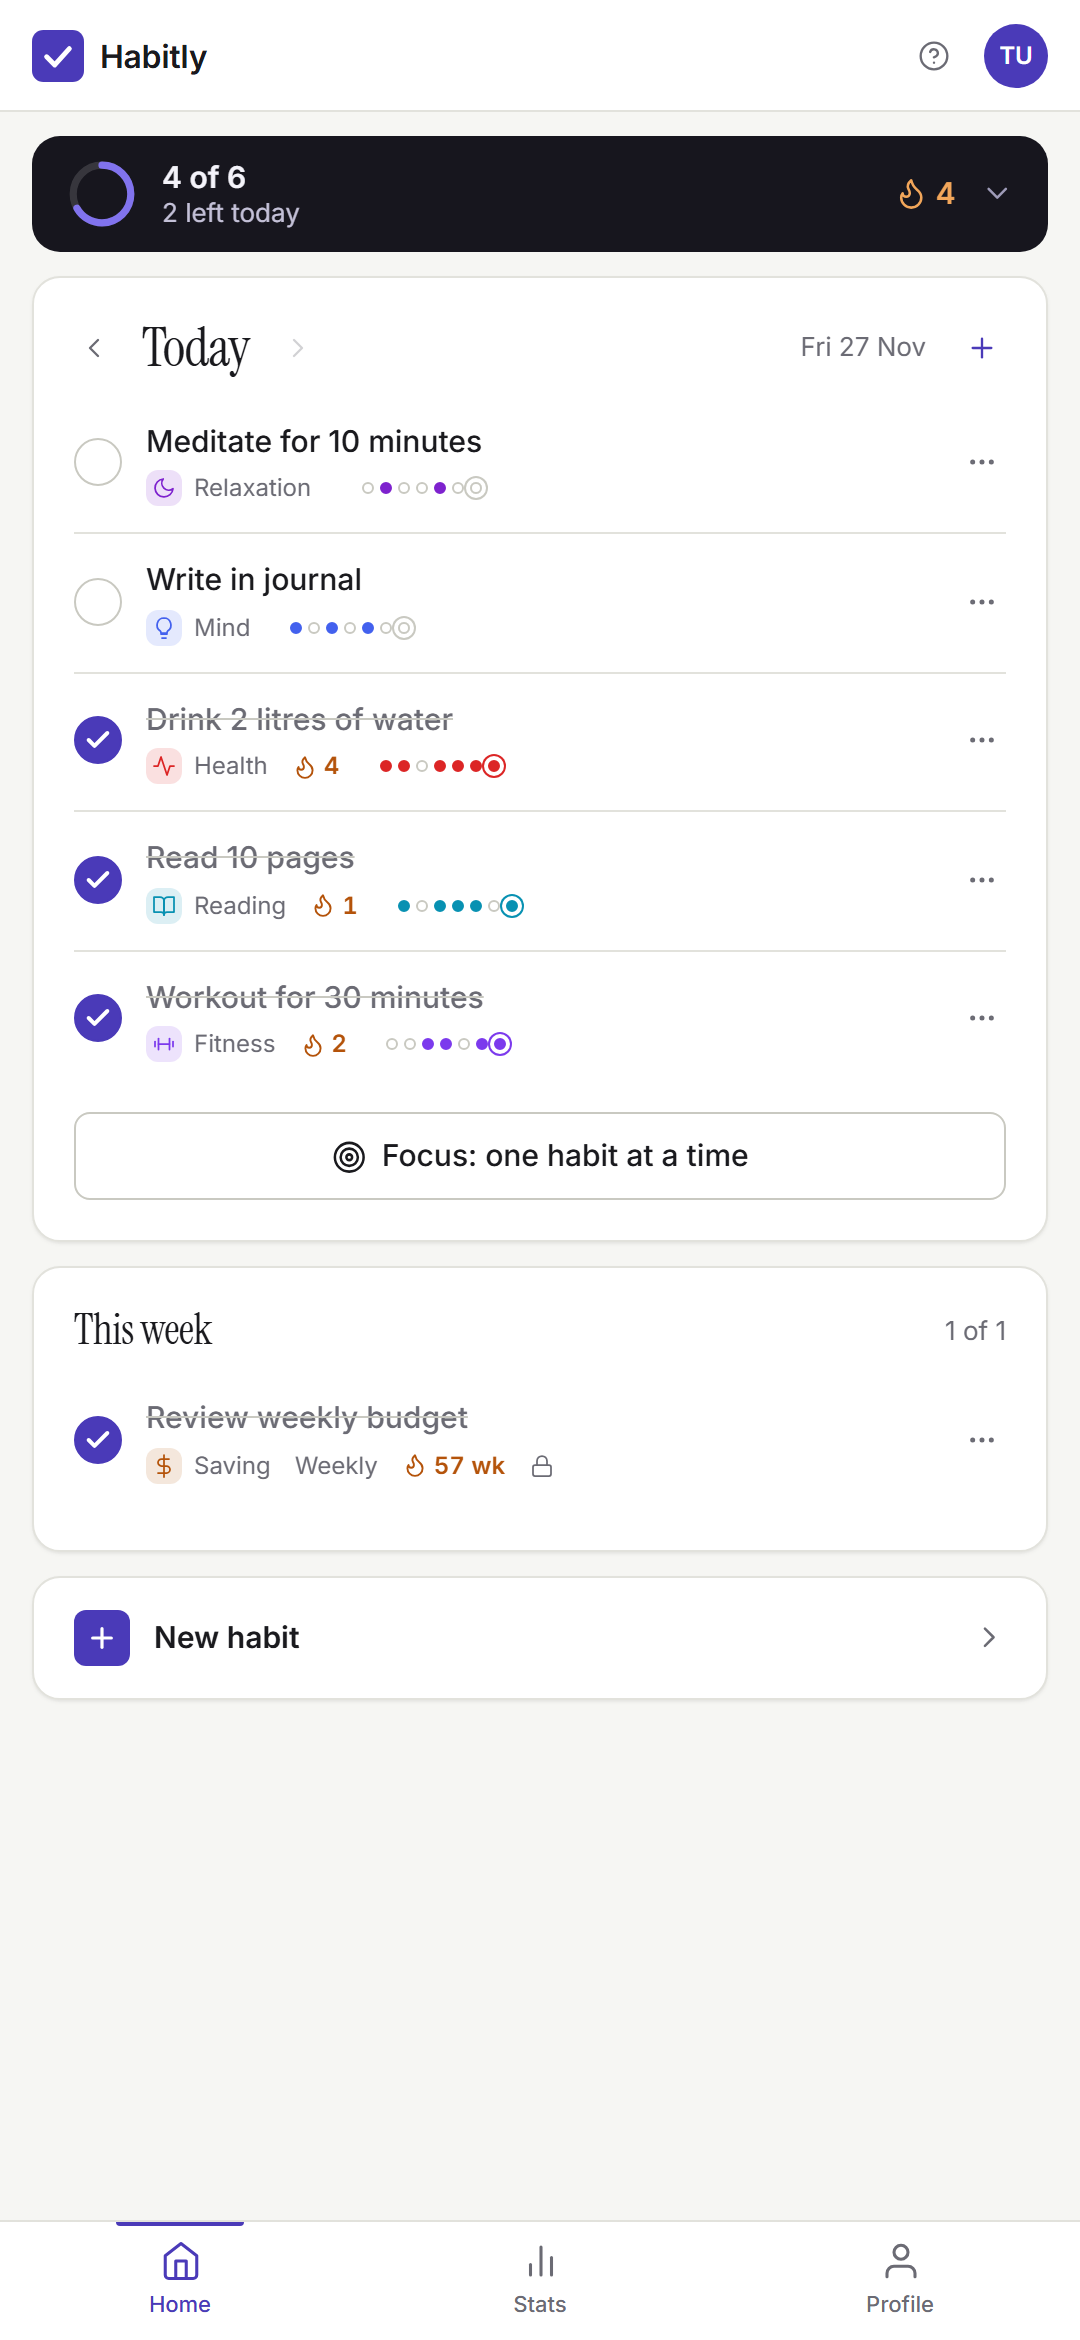 Habitly
TU
4 of 6
2 left today
4
Today
Fri 27 Nov
Meditate for 10 minutes
Relaxation
Write in journal
Mind
Drink 2 litres of water
Health 4
Read 10 pages
Reading 1
Workout for 30 minutes
Fitness 2
Focus: one habit at a time
This week
1 of 1
Review weekly budget
Saving Weekly 57 wk
New habit
Home Stats Profile